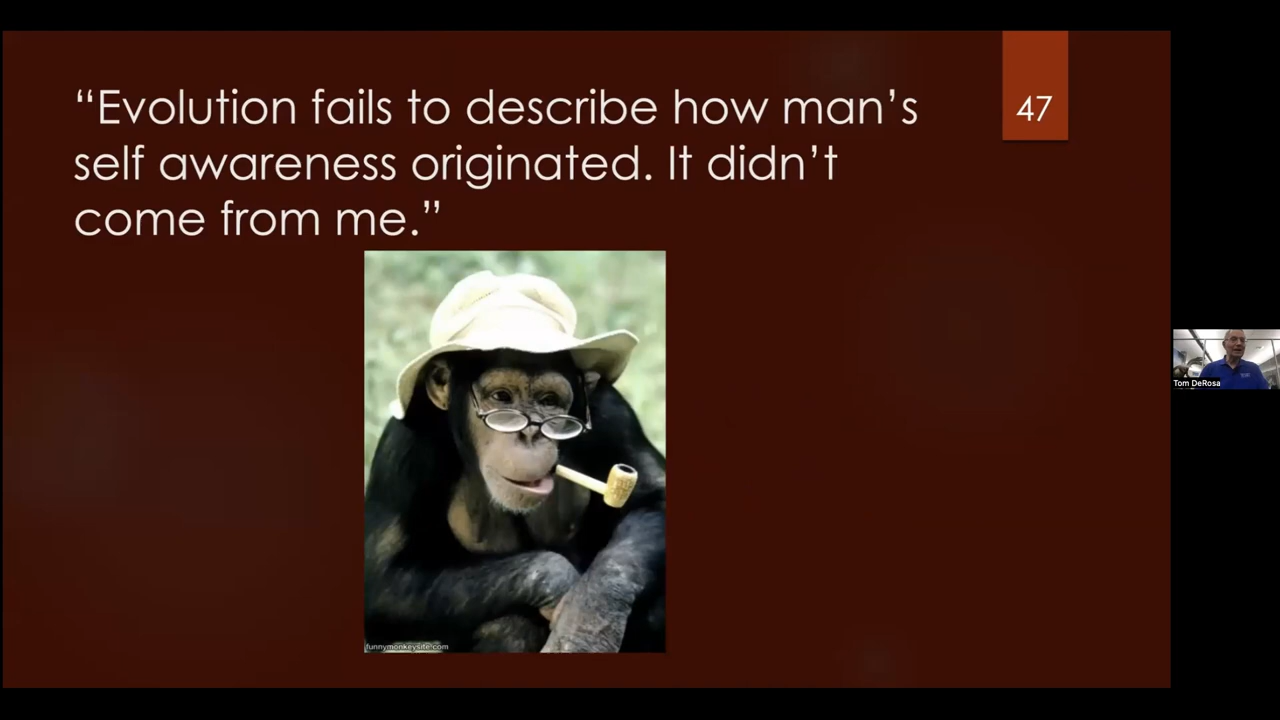 “Evolution fails to describe how man’s
self awareness originated. It didn’t
come from me.”
47
funnymonkeysite.com
Tom DeRosa